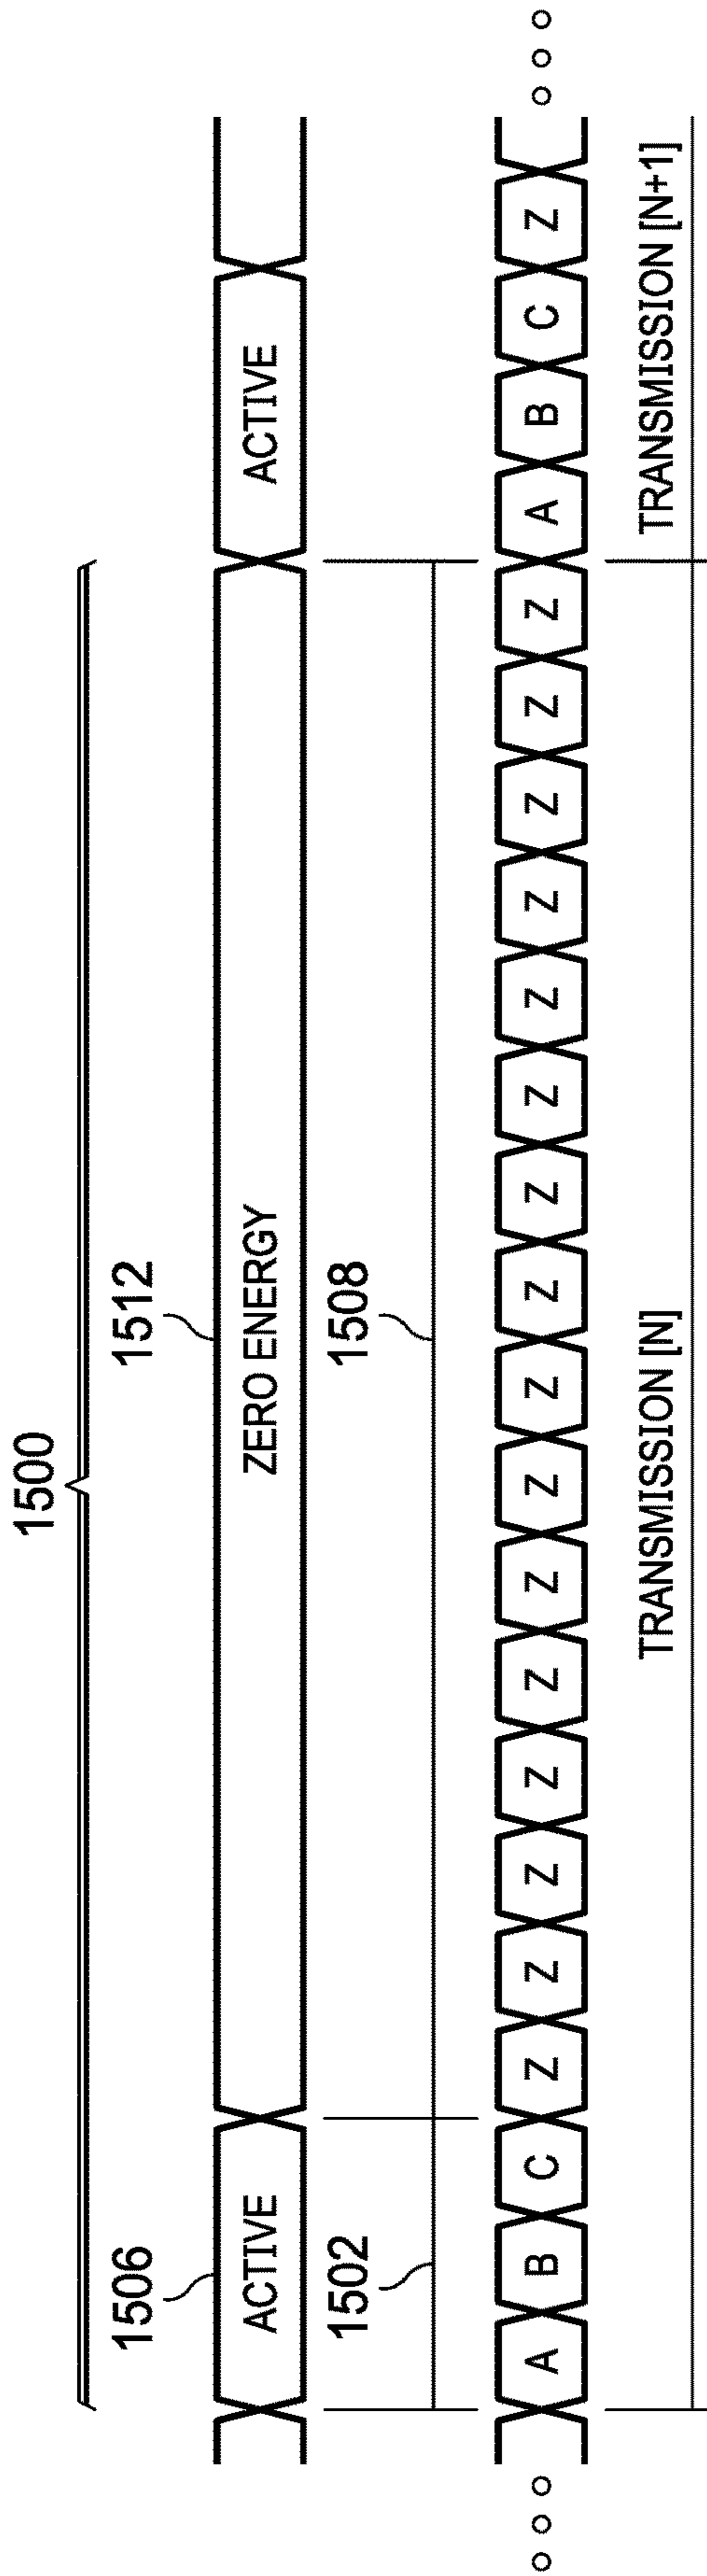 1500
1506 1512
ACTIVE ZERO ENERGY ACTIVE
1502 1508
A B C Z Z Z Z Z Z Z Z Z Z Z Z Z Z Z Z A B C Z
TRANSMISSION [N] TRANSMISSION [N+1]